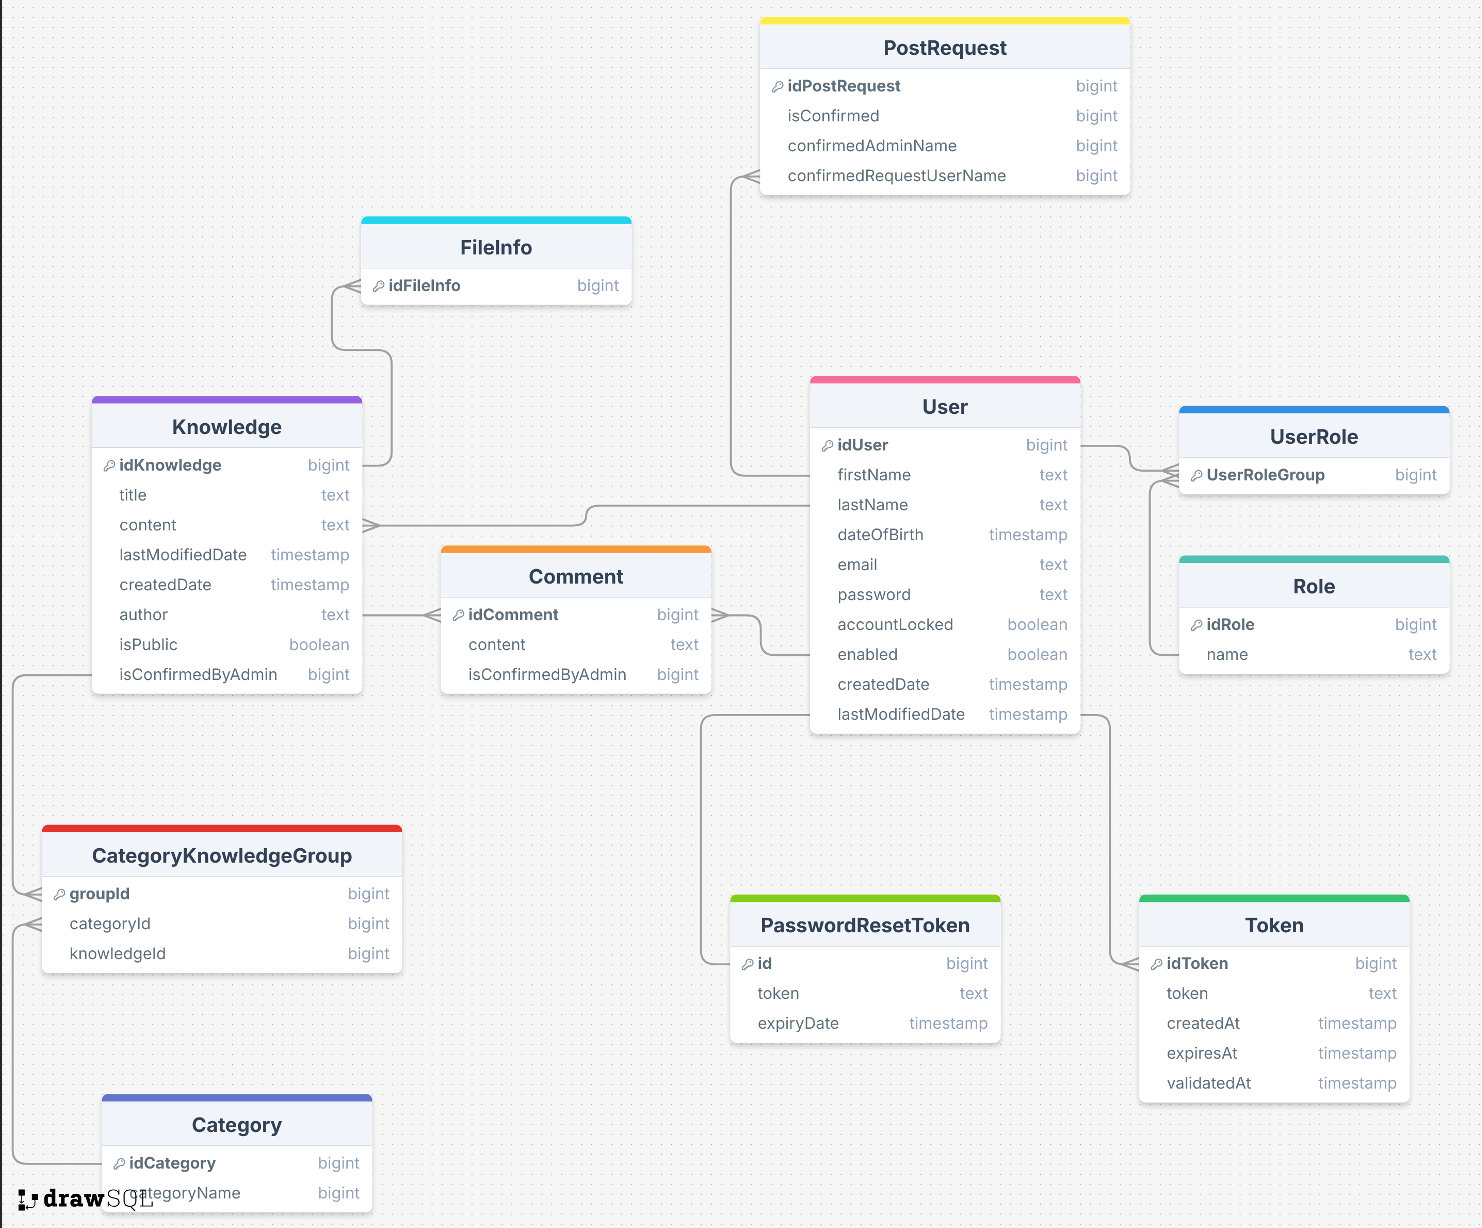 PostRequest
idPostRequest bigint
isConfirmed bigint
confirmedAdminName bigint
confirmedRequestUserName bigint
FileInfo
idFileInfo bigint
Knowledge
idKnowledge bigint
title text
content text
lastModifiedDate timestamp
createdDate timestamp
author text
isPublic boolean
isConfirmedByAdmin bigint
User
idUser bigint
firstName text
lastName text
dateOfBirth timestamp
email text
password text
accountLocked boolean
enabled boolean
createdDate timestamp
lastModifiedDate timestamp
UserRole
UserRoleGroup bigint
Comment
idComment bigint
content text
isConfirmedByAdmin bigint
Role
idRole bigint
name text
CategoryKnowledgeGroup
groupId bigint
categoryId bigint
knowledgeId bigint
PasswordResetToken
id bigint
token text
expiryDate timestamp
Token
idToken bigint
token text
createdAt timestamp
expiresAt timestamp
validatedAt timestamp
Category
idCategory bigint
categoryName bigint
drawSQL